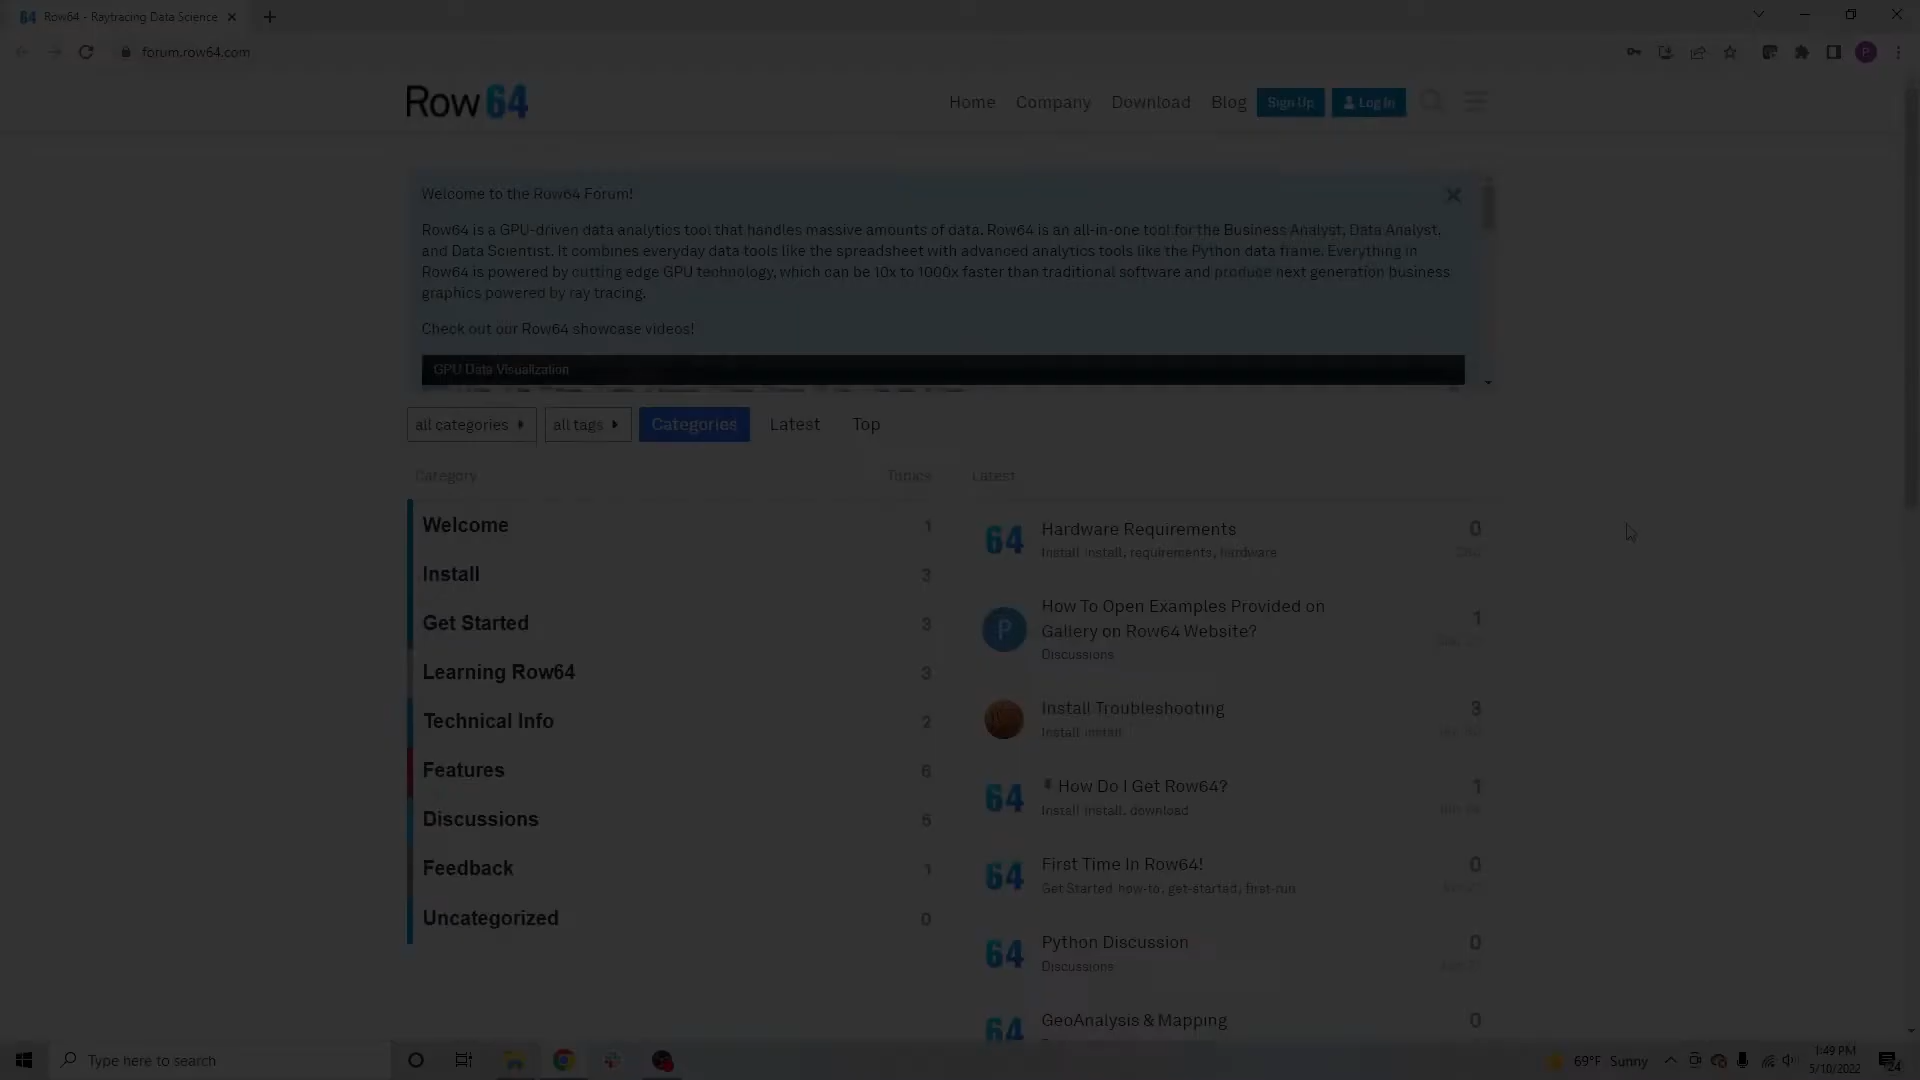 Row64 - Raytracing Data Science
forum.row64.com
P
Row64
Home Company Download Blog Sign Up Log In
Welcome to the Row64 Forum!
Row64 is a GPU-driven data analytics tool that handles massive amounts of data. Row64 is an all-in-one tool for the Business Analyst, Data Analyst,
and Data Scientist. It combines everyday data tools like the spreadsheet with advanced analytics tools like the Python data frame. Everything in
Row64 is powered by cutting edge GPU technology, which can be 10x to 1000x faster than traditional software and produce next generation business
graphics powered by ray tracing.
Check out our Row64 showcase videos!
GPU Data Visualization
all categories all tags Categories Latest Top
Category Topics
Welcome 1
Install 3
Get Started 3
Learning Row64 3
Technical Info 2
Features 6
Discussions 5
Feedback 1
Uncategorized 0
Latest
64 Hardware Requirements 0
Install install, requirements, hardware
P How To Open Examples Provided on
Gallery on Row64 Website? 1
Discussions
Install Troubleshooting 3
Install install
64 How Do I Get Row64? 1
Install install, download
64 First Time In Row64! 0
Get Started how-to, get-started, first-run
64 Python Discussion 0
Discussions
64 GeoAnalysis & Mapping 0
Type here to search
69°F Sunny
1:49 PM
5/10/2022
24